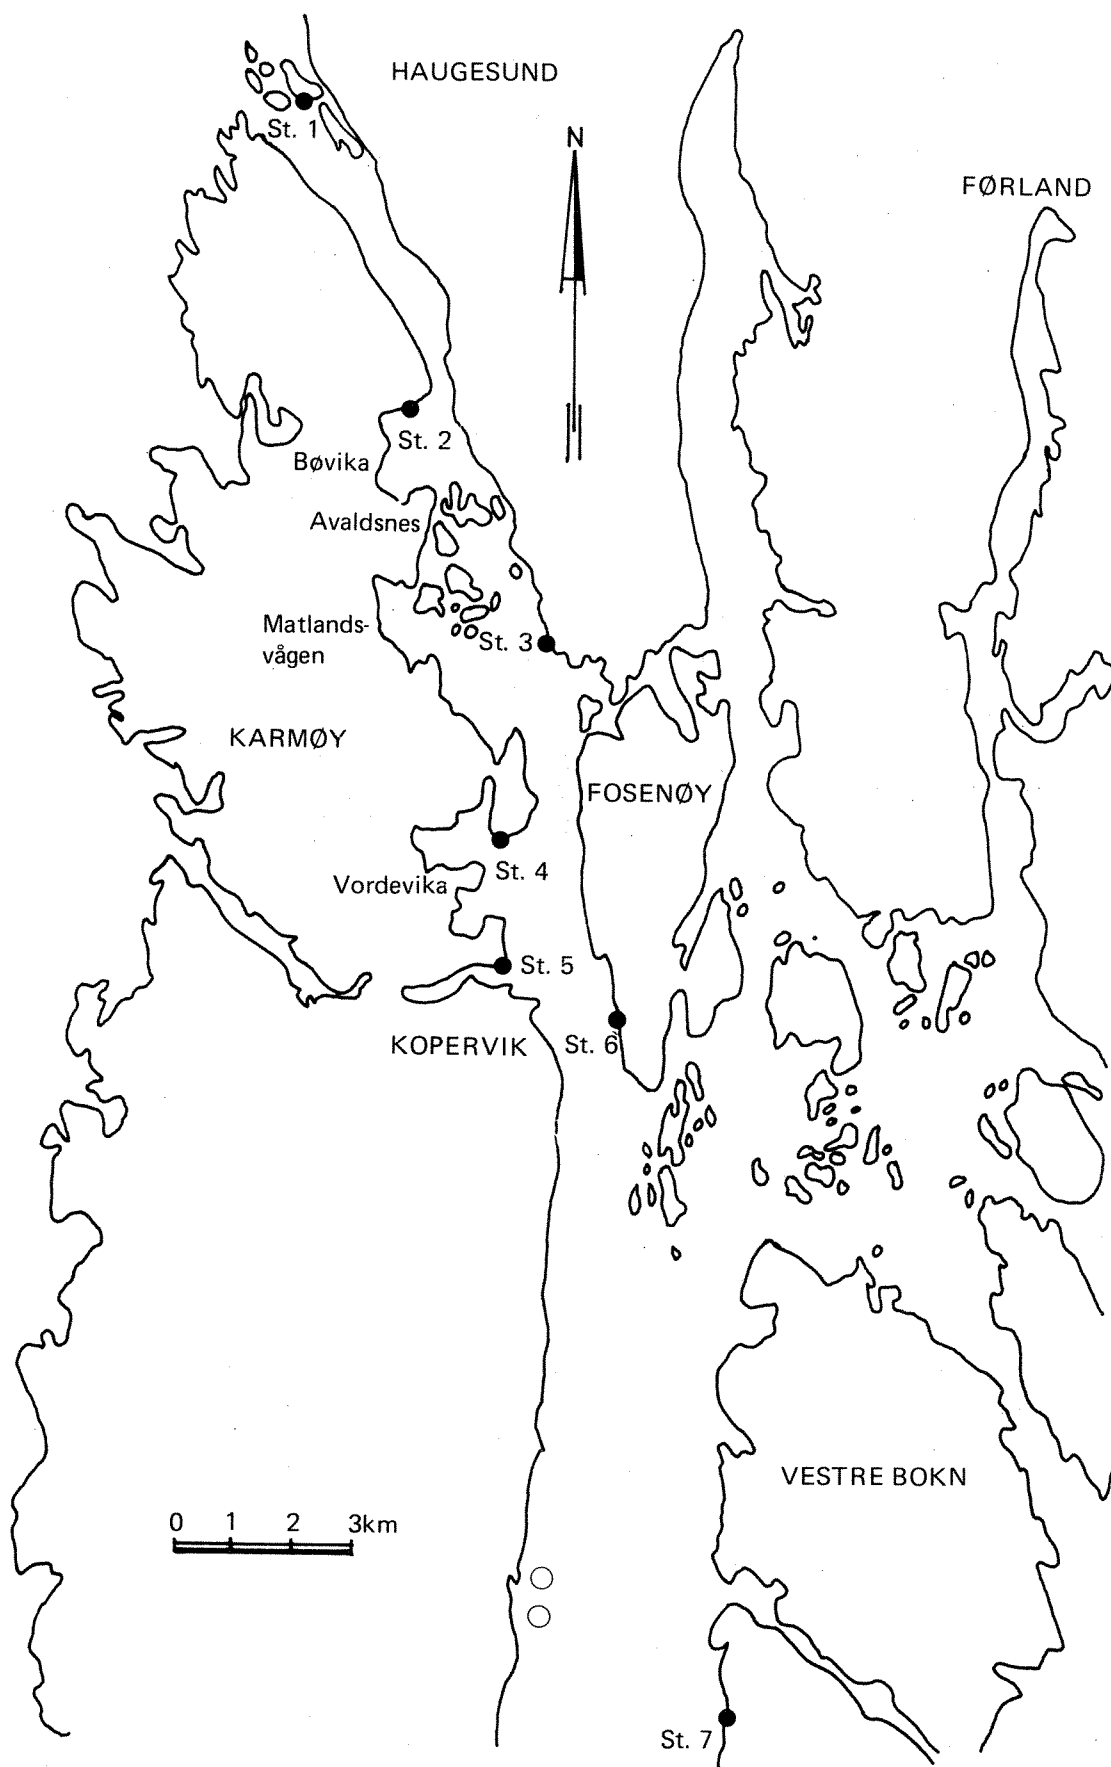 HAUGESUND
St. 1
N
FØRLAND
St. 2
Bøvika
Avaldsnes
Matlands-
vågen
St. 3
KARMØY
FOSENØY
St. 4
Vordevika
St. 5
KOPERVIK
St. 6
VESTRE BOKN
0 1 2 3km
St. 7